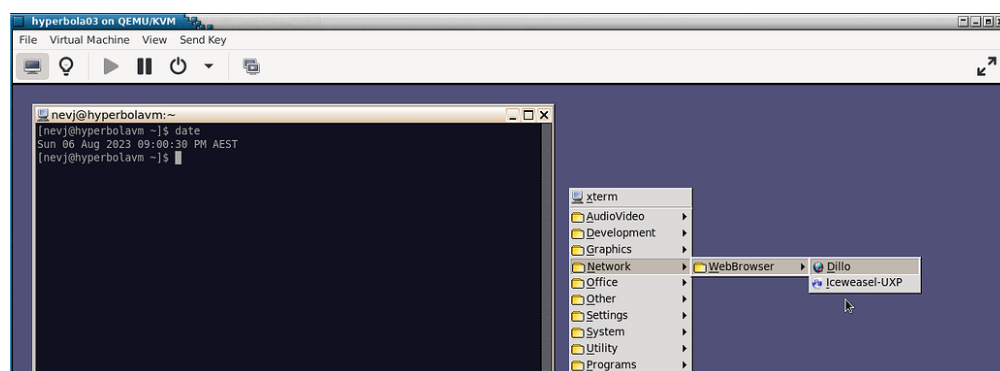 hyperbola03 on QEMU/KVM
File Virtual Machine View Send Key
nevj@hyperbolavm:~
[nevj@hyperbolavm ~]$ date
Sun 06 Aug 2023 09:00:30 PM AEST
[nevj@hyperbolavm ~]$
xterm
AudioVideo
Development
Graphics
Network WebBrowser Dillo
Office Iceweasel-UXP
Other
Settings
System
Utility
Programs